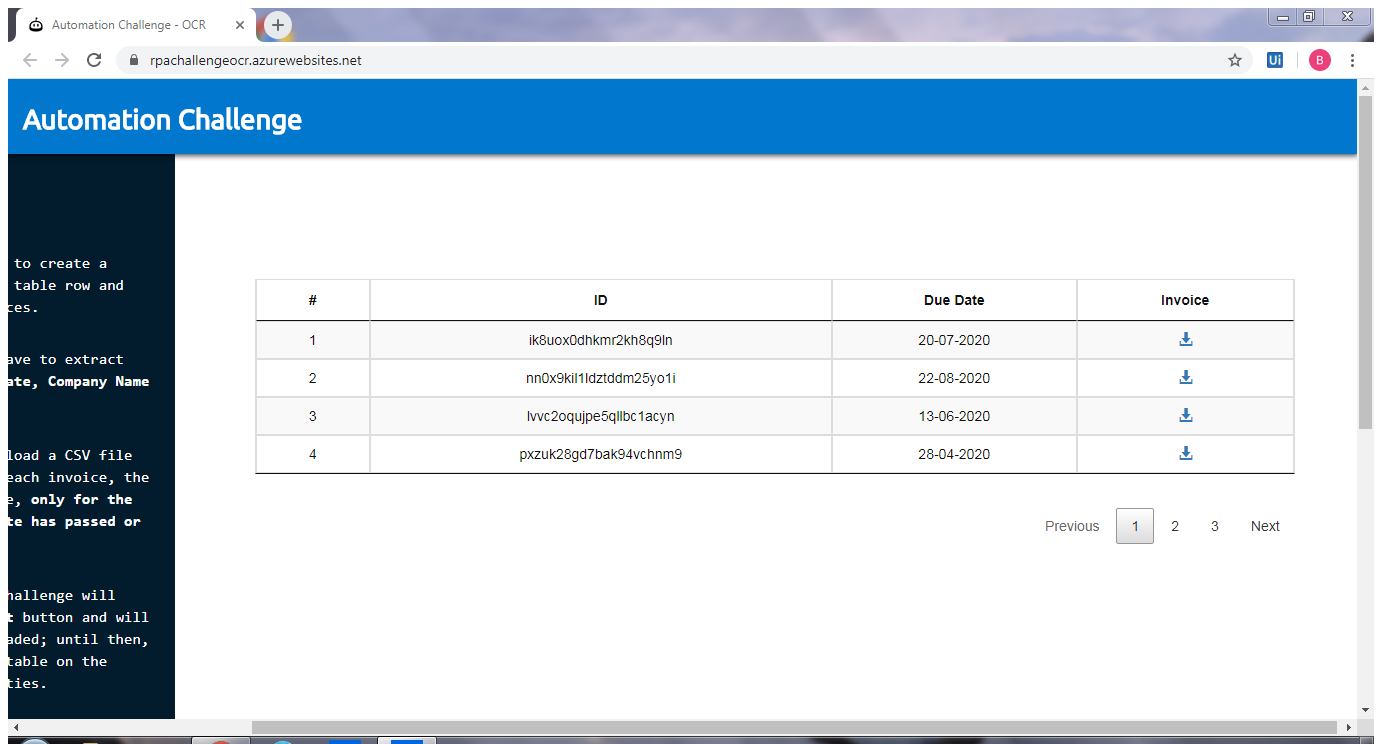 Automation Challenge - OCR
rpachallengeocr.azurewebsites.net
Ui
B
Automation Challenge
to create a
table row and
ces.
ave to extract
ate, Company Name
load a CSV file
each invoice, the
e, only for the
te has passed or
hallenge will
t button and will
aded; until then,
table on the
ties.
# ID Due Date Invoice
1 ik8uox0dhkmr2kh8q9ln 20-07-2020
2 nn0x9kil1ldztddm25yo1i 22-08-2020
3 lvvc2oqujpe5qllbc1acyn 13-06-2020
4 pxzuk28gd7bak94vchnm9 28-04-2020
Previous 1 2 3 Next